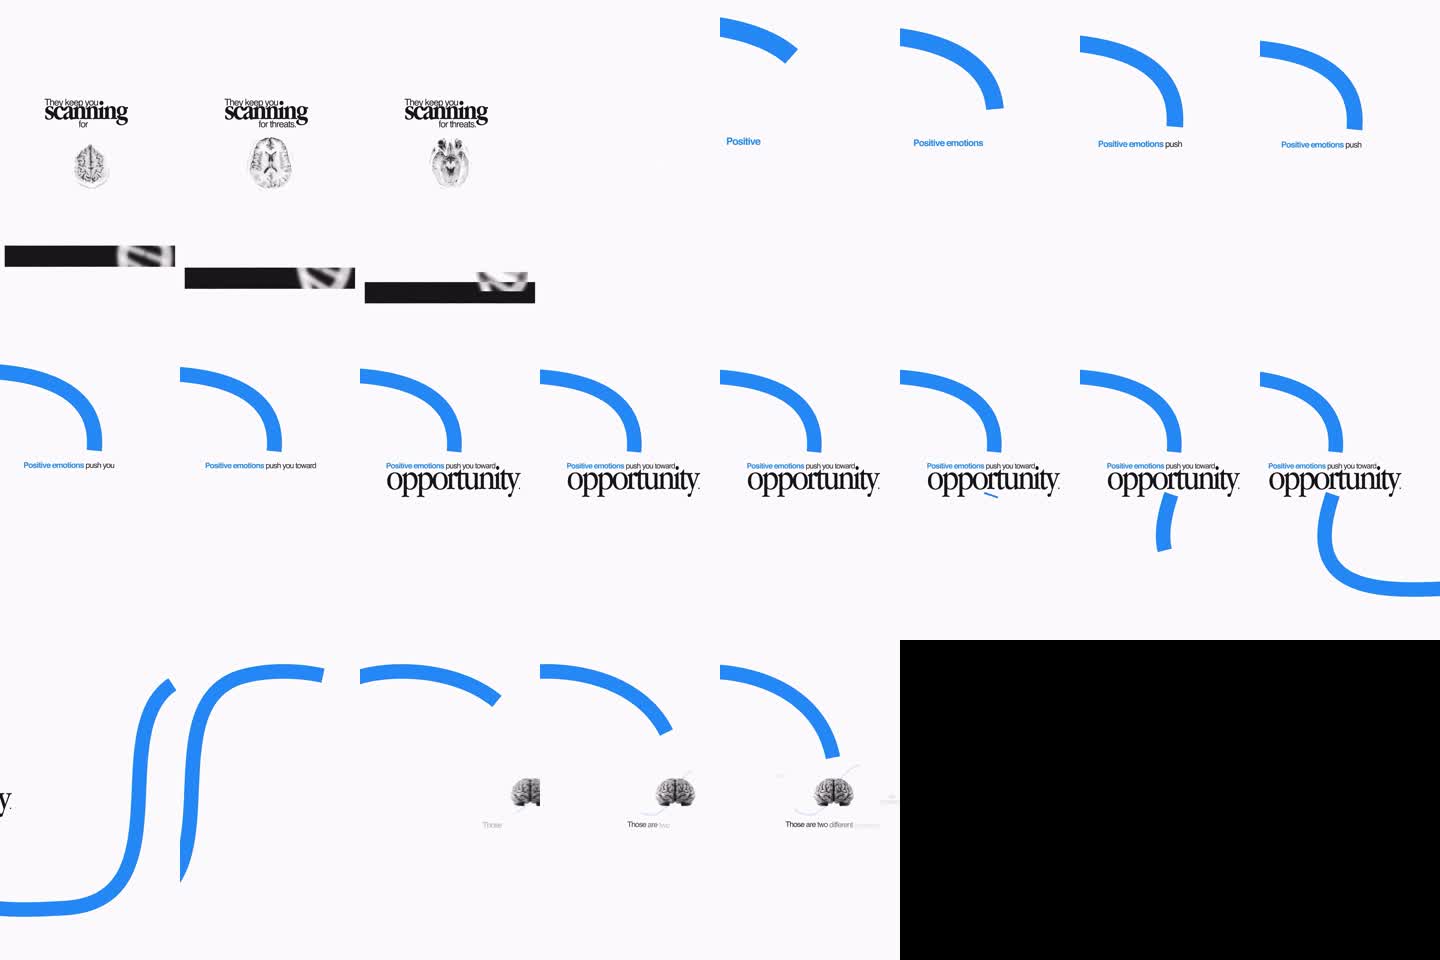 They keep you
scanning
for
They keep you
scanning
for threats.
They keep you
scanning
for threats.
Positive
Positive emotions
Positive emotions push
Positive emotions push
Positive emotions push you
Positive emotions push you toward
Positive emotions push you toward
opportunity.
Positive emotions push you toward
opportunity.
Positive emotions push you toward
opportunity.
Positive emotions push you toward
opportunity.
Positive emotions push you toward
opportunity.
Positive emotions push you toward
opportunity.
y.
Those
Those are two
Those are two different